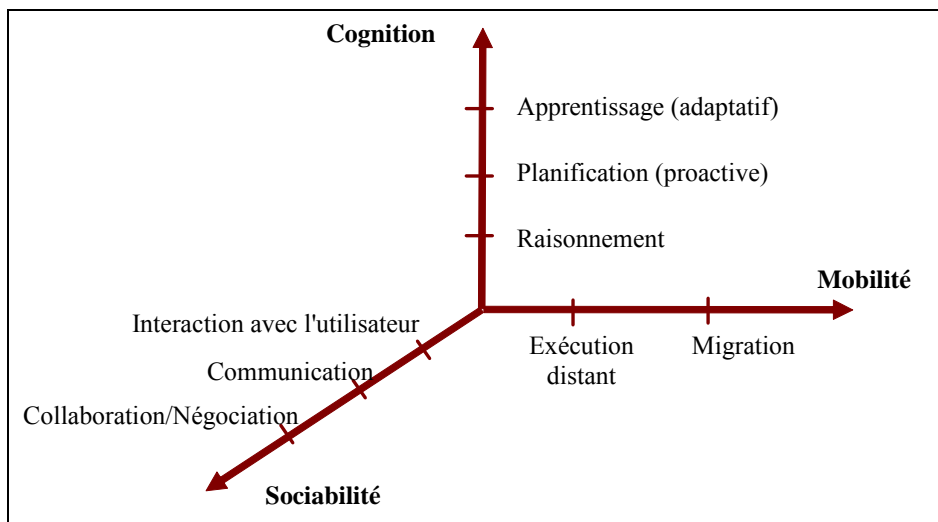 Cognition
Apprentissage (adaptatif)
Planification (proactive)
Raisonnement
Mobilité
Interaction avec l'utilisateur
Exécution
distant
Migration
Communication
Collaboration/Négociation
Sociabilité